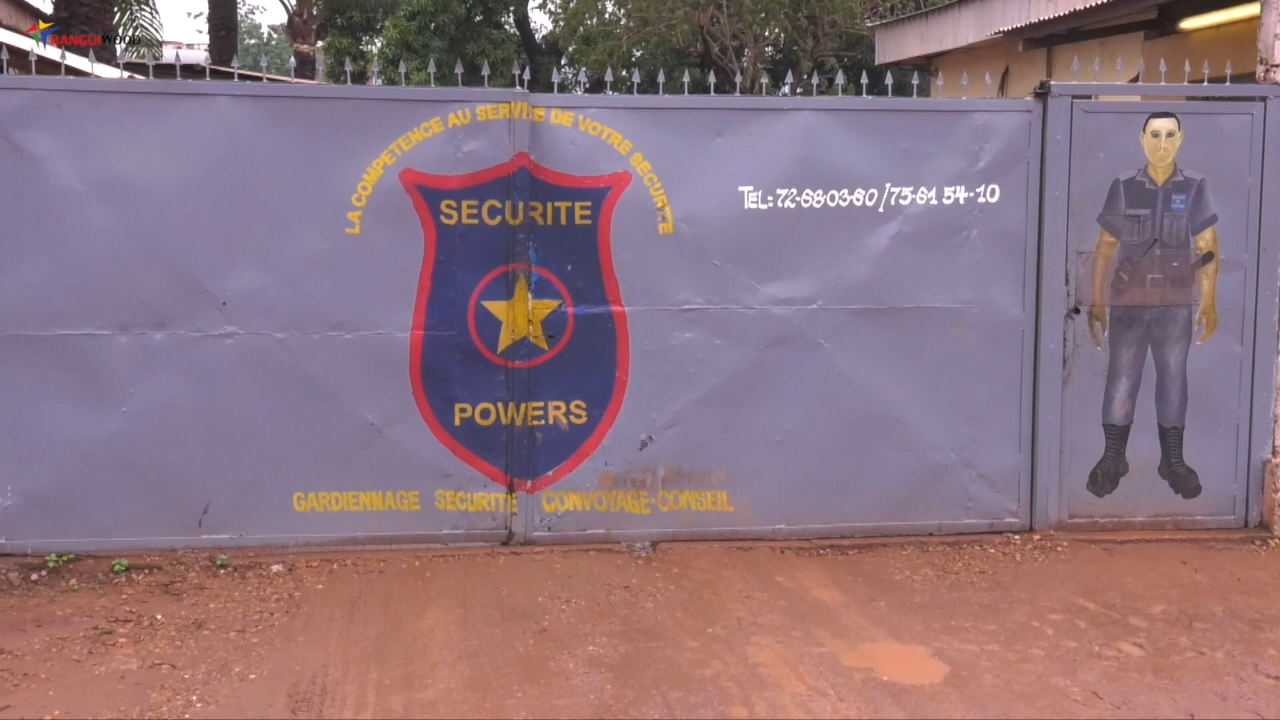 BANGUIWOOD
LA COMPETENCE AU SERVICE DE VOTRE SECURITE
SECURITE
POWERS
TEL: 72-68-03-60 / 75-61 54-10
GARDIENNAGE SECURITE CONVOYAGE-CONSEIL